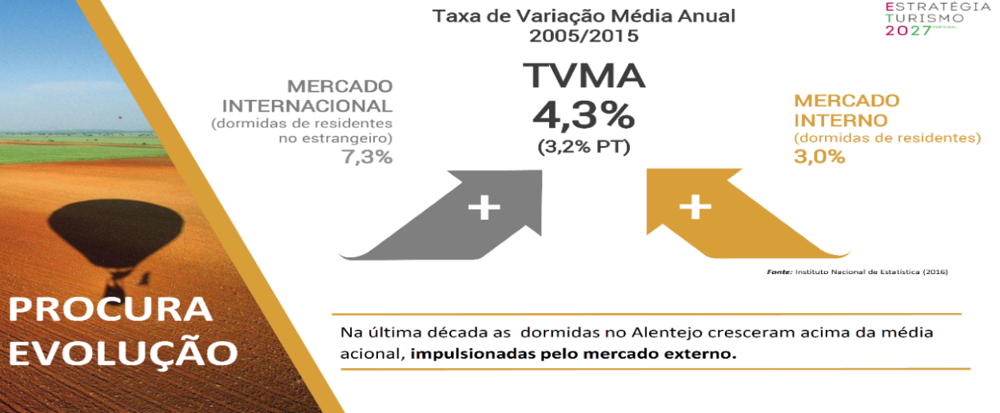 Taxa de Variação Média Anual
2005/2015
ESTRATÉGIA
TURISMO
2027 PORTUGAL
TVMA
4,3%
(3,2% PT)
MERCADO
INTERNACIONAL
(dormidas de residentes
no estrangeiro)
7,3%
MERCADO
INTERNO
(dormidas de residentes)
3,0%
+
+
Fonte: Instituto Nacional de Estatística (2016)
PROCURA
EVOLUÇÃO
Na última década as dormidas no Alentejo cresceram acima da média
acional, impulsionadas pelo mercado externo.